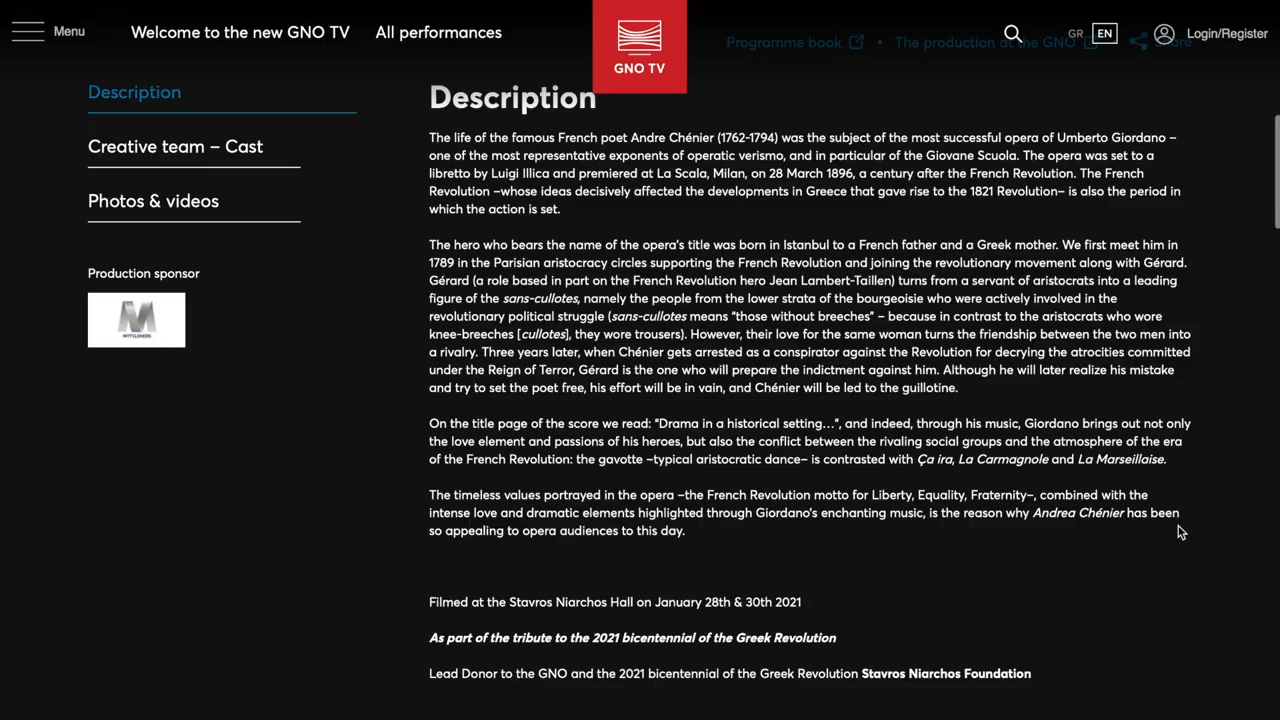 Menu
Welcome to the new GNO TV
All performances
GNO TV
Programme book
•
The production at the GNO
Share
GR
EN
Login/Register
Description
Creative team – Cast
Photos & videos
Production sponsor
MYTILINEOS
Description
The life of the famous French poet Andre Chénier (1762-1794) was the subject of the most successful opera of Umberto Giordano –
one of the most representative exponents of operatic verismo, and in particular of the Giovane Scuola. The opera was set to a
libretto by Luigi Illica and premiered at La Scala, Milan, on 28 March 1896, a century after the French Revolution. The French
Revolution –whose ideas decisively affected the developments in Greece that gave rise to the 1821 Revolution– is also the period in
which the action is set.
The hero who bears the name of the opera's title was born in Istanbul to a French father and a Greek mother. We first meet him in
1789 in the Parisian aristocracy circles supporting the French Revolution and joining the revolutionary movement along with Gérard.
Gérard (a role based in part on the French Revolution hero Jean Lambert-Taillen) turns from a servant of aristocrats into a leading
figure of the sans-cullotes, namely the people from the lower strata of the bourgeoisie who were actively involved in the
revolutionary political struggle (sans-cullotes means “those without breeches” – because in contrast to the aristocrats who wore
knee-breeches [cullotes], they wore trousers). However, their love for the same woman turns the friendship between the two men into
a rivalry. Three years later, when Chénier gets arrested as a conspirator against the Revolution for decrying the atrocities committed
under the Reign of Terror, Gérard is the one who will prepare the indictment against him. Although he will later realize his mistake
and try to set the poet free, his effort will be in vain, and Chénier will be led to the guillotine.
On the title page of the score we read: "Drama in a historical setting…", and indeed, through his music, Giordano brings out not only
the love element and passions of his heroes, but also the conflict between the rivaling social groups and the atmosphere of the era
of the French Revolution: the gavotte –typical aristocratic dance– is contrasted with Ça ira, La Carmagnole and La Marseillaise.
The timeless values portrayed in the opera –the French Revolution motto for Liberty, Equality, Fraternity–, combined with the
intense love and dramatic elements highlighted through Giordano's enchanting music, is the reason why Andrea Chénier has been
so appealing to opera audiences to this day.
Filmed at the Stavros Niarchos Hall on January 28th & 30th 2021
As part of the tribute to the 2021 bicentennial of the Greek Revolution
Lead Donor to the GNO and the 2021 bicentennial of the Greek Revolution Stavros Niarchos Foundation